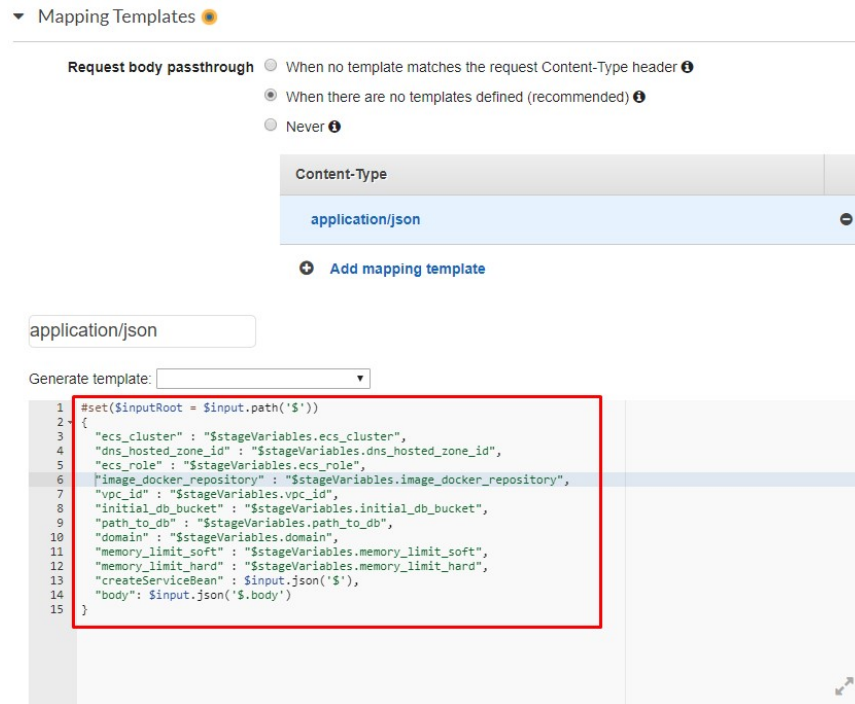 Mapping Templates
Request body passthrough
When no template matches the request Content-Type header
When there are no templates defined (recommended)
Never
Content-Type
application/json
Add mapping template
application/json
Generate template:
1 #set($inputRoot = $input.path('$'))
2 {
3 "ecs_cluster" : "$stageVariables.ecs_cluster",
4 "dns_hosted_zone_id" : "$stageVariables.dns_hosted_zone_id",
5 "ecs_role" : "$stageVariables.ecs_role",
6 "image_docker_repository" : "$stageVariables.image_docker_repository",
7 "vpc_id" : "$stageVariables.vpc_id",
8 "initial_db_bucket" : "$stageVariables.initial_db_bucket",
9 "path_to_db" : "$stageVariables.path_to_db",
10 "domain" : "$stageVariables.domain",
11 "memory_limit_soft" : "$stageVariables.memory_limit_soft",
12 "memory_limit_hard" : "$stageVariables.memory_limit_hard",
13 "createServiceBean" : $input.json('$'),
14 "body": $input.json('$.body')
15 }